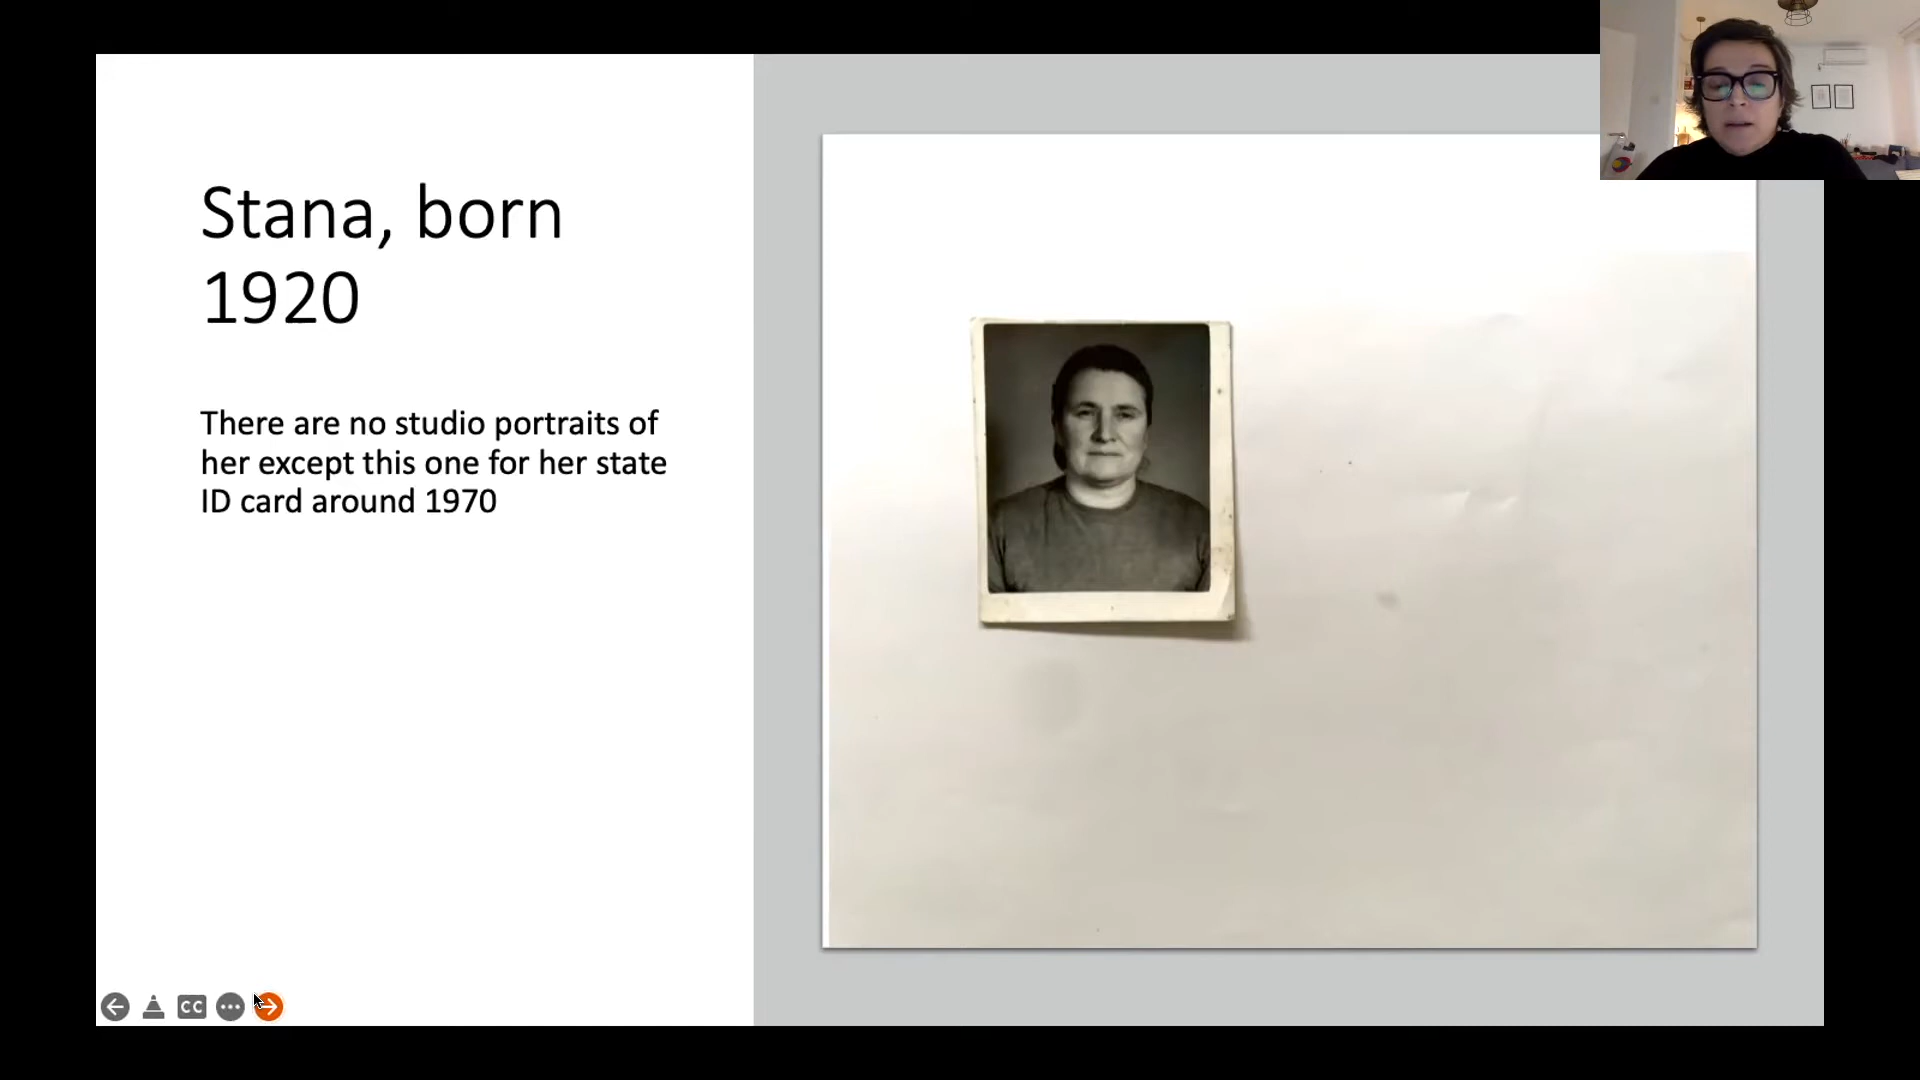 Stana, born
1920
There are no studio portraits of
her except this one for her state
ID card around 1970
CC